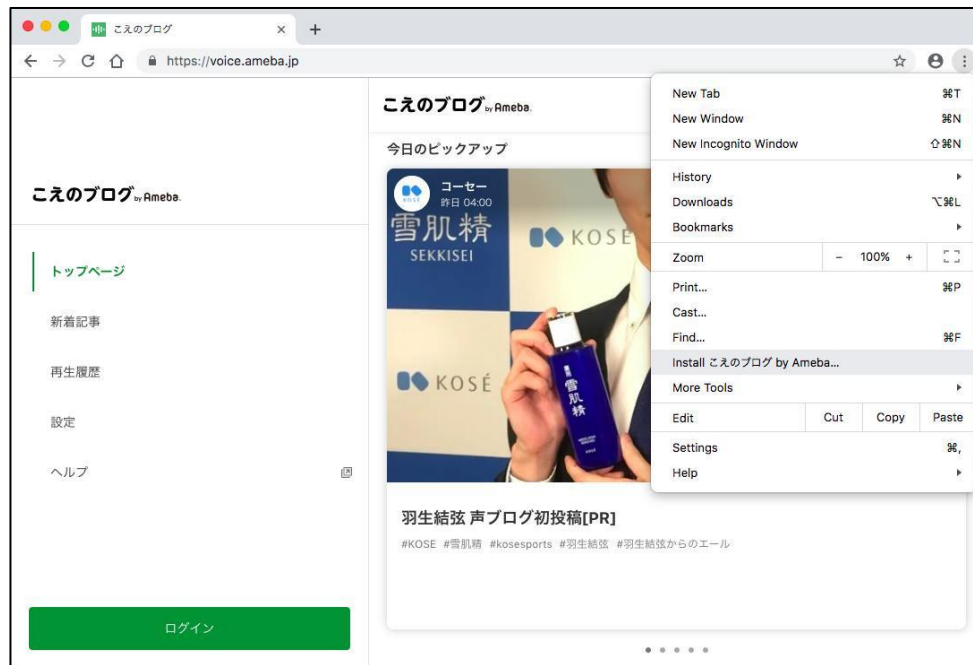 こえのブログ
https://voice.ameba.jp
こえのブログ by Ameba.
トップページ
新着記事
再生履歴
設定
ヘルプ
ログイン
こえのブログ by Ameba.
今日のピックアップ
コーセー
昨日 04:00
KOSÉ
雪肌精
SEKKISEI
KOSE
KOSÉ
雪肌精
羽生結弦 声ブログ初投稿[PR]
#KOSE #雪肌精 #kosesports #羽生結弦 #羽生結弦からのエール
New Tab ⌘T
New Window ⌘N
New Incognito Window ⇧⌘N
History
Downloads ⌥⌘L
Bookmarks
Zoom - 100% +
Print... ⌘P
Cast...
Find... ⌘F
Install こえのブログ by Ameba...
More Tools
Edit Cut Copy Paste
Settings ⌘,
Help